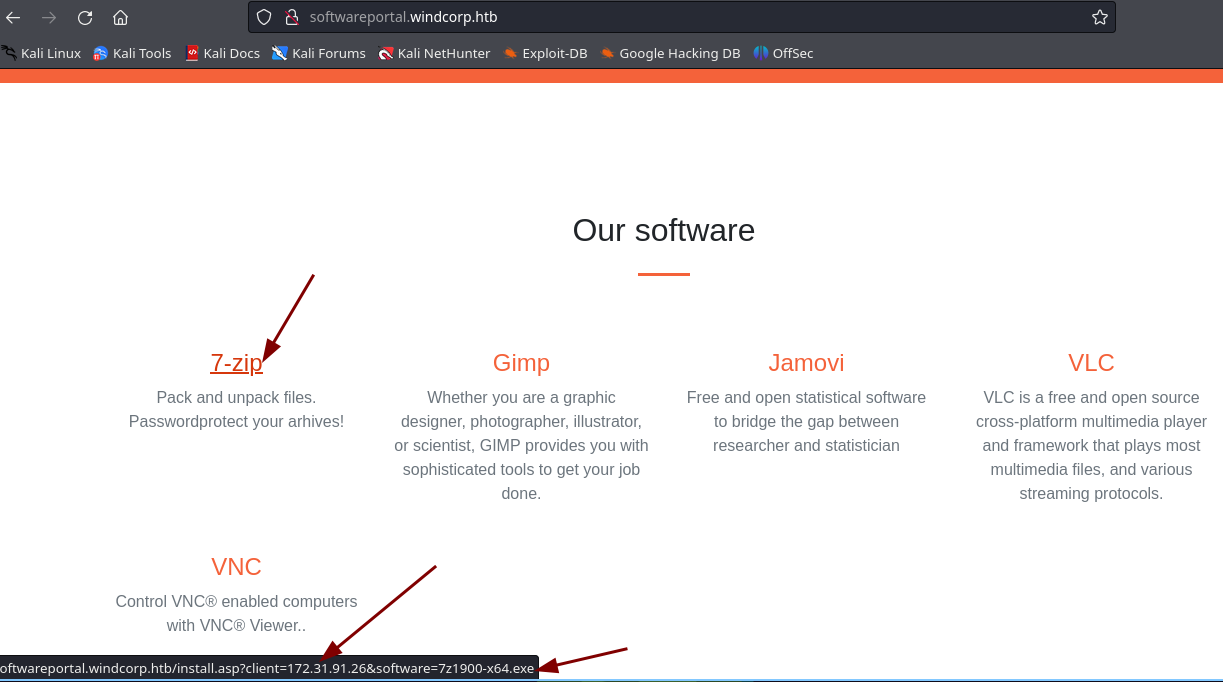 softwareportal.windcorp.htb
Kali Linux Kali Tools Kali Docs Kali Forums Kali NetHunter Exploit-DB Google Hacking DB OffSec
Our software
7-zip
Pack and unpack files.
Passwordprotect your arhives!
Gimp
Whether you are a graphic
designer, photographer, illustrator,
or scientist, GIMP provides you with
sophisticated tools to get your job
done.
Jamovi
Free and open statistical software
to bridge the gap between
researcher and statistician
VLC
VLC is a free and open source
cross-platform multimedia player
and framework that plays most
multimedia files, and various
streaming protocols.
VNC
Control VNC® enabled computers
with VNC® Viewer..
oftwareportal.windcorp.htb/install.asp?client=172.31.91.26&software=7z1900-x64.exe